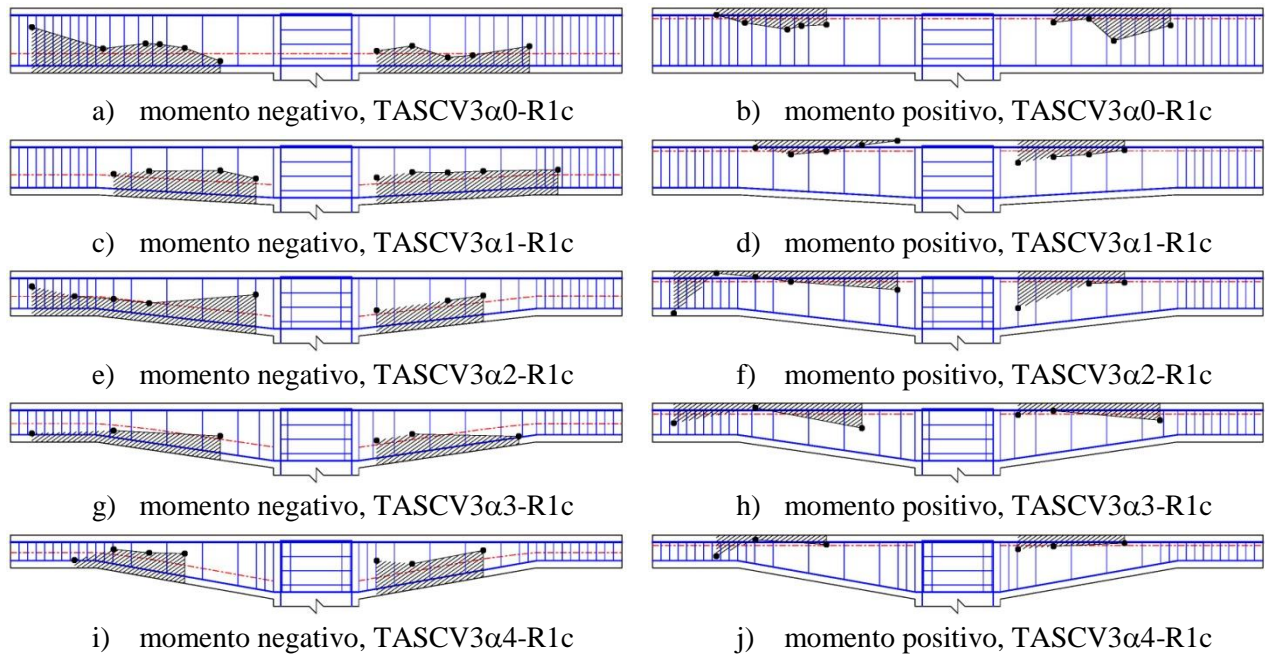 a) momento negativo, TASCV3α0-R1c
b) momento positivo, TASCV3α0-R1c
c) momento negativo, TASCV3α1-R1c
d) momento positivo, TASCV3α1-R1c
e) momento negativo, TASCV3α2-R1c
f) momento positivo, TASCV3α2-R1c
g) momento negativo, TASCV3α3-R1c
h) momento positivo, TASCV3α3-R1c
i) momento negativo, TASCV3α4-R1c
j) momento positivo, TASCV3α4-R1c